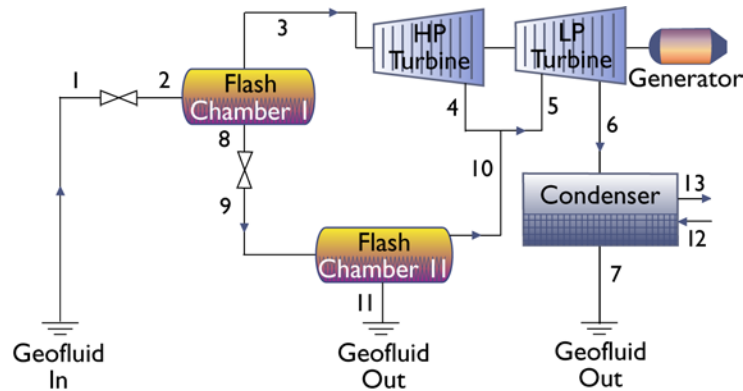 3
HP
Turbine
LP
Turbine
Generator
1
2
Flash
Chamber I
4
5
6
8
10
13
Condenser
12
9
Flash
Chamber II
7
11
Geofluid
In
Geofluid
Out
Geofluid
Out